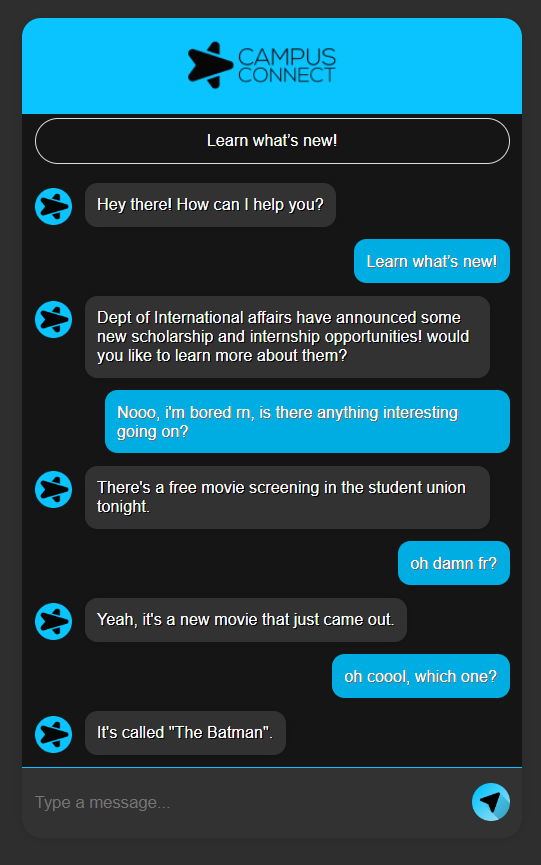 CAMPUS
CONNECT
Learn what's new!
Hey there! How can I help you?
Learn what's new!
Dept of International affairs have announced some
new scholarship and internship opportunities! would
you like to learn more about them?
Nooo, i'm bored rn, is there anything interesting
going on?
There's a free movie screening in the student union
tonight.
oh damn fr?
Yeah, it's a new movie that just came out.
oh coool, which one?
It's called "The Batman".
Type a message...